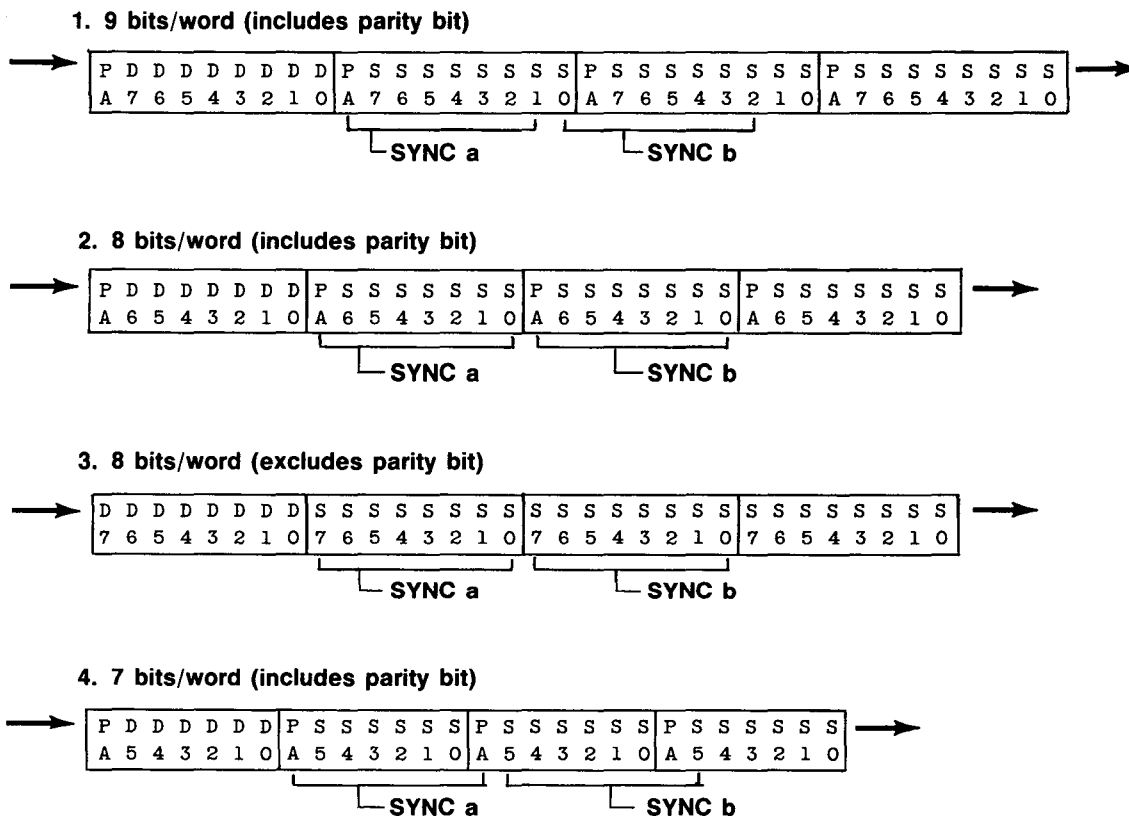 1. 9 bits/word (includes parity bit)
P D D D D D D D D P S S S S S S S S P S S S S S S S S P S S S S S S S S
A 7 6 5 4 3 2 1 0 A 7 6 5 4 3 2 1 0 A 7 6 5 4 3 2 1 0 A 7 6 5 4 3 2 1 0
SYNC a SYNC b
2. 8 bits/word (includes parity bit)
P D D D D D D D P S S S S S S S P S S S S S S S P S S S S S S S
A 6 5 4 3 2 1 0 A 6 5 4 3 2 1 0 A 6 5 4 3 2 1 0 A 6 5 4 3 2 1 0
SYNC a SYNC b
3. 8 bits/word (excludes parity bit)
D D D D D D D D S S S S S S S S S S S S S S S S S S S S S S S S
7 6 5 4 3 2 1 0 7 6 5 4 3 2 1 0 7 6 5 4 3 2 1 0 7 6 5 4 3 2 1 0
SYNC a SYNC b
4. 7 bits/word (includes parity bit)
P D D D D D D P S S S S S S P S S S S S S P S S S S S S
A 5 4 3 2 1 0 A 5 4 3 2 1 0 A 5 4 3 2 1 0 A 5 4 3 2 1 0
SYNC a SYNC b